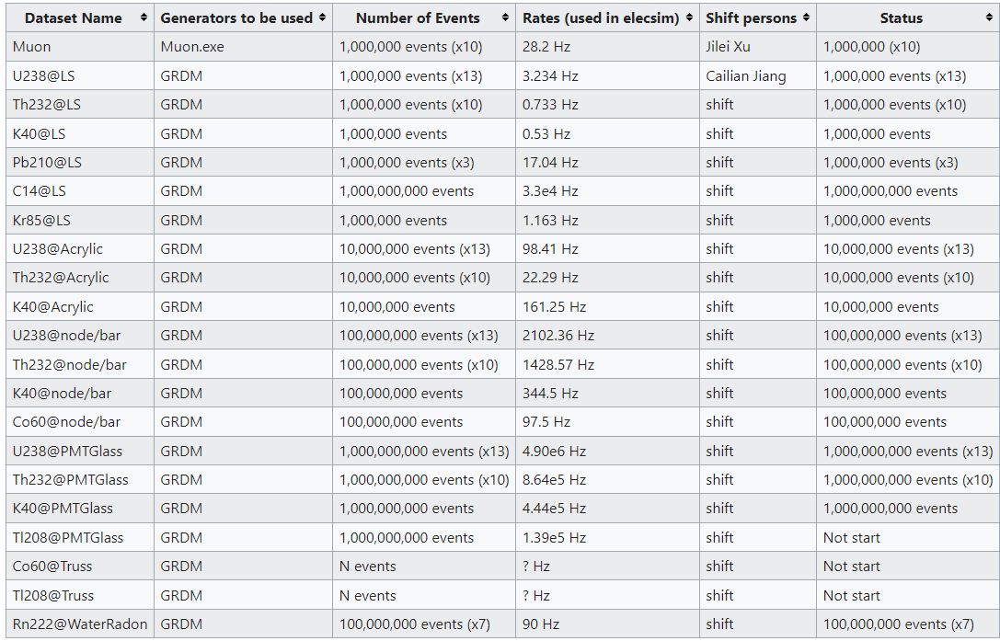 Dataset Name Generators to be used Number of Events Rates (used in elecsim) Shift persons Status
Muon Muon.exe 1,000,000 events (x10) 28.2 Hz Jilei Xu 1,000,000 (x10)
U238@LS GRDM 1,000,000 events (x13) 3.234 Hz Cailian Jiang 1,000,000 events (x13)
Th232@LS GRDM 1,000,000 events (x10) 0.733 Hz shift 1,000,000 events (x10)
K40@LS GRDM 1,000,000 events 0.53 Hz shift 1,000,000 events
Pb210@LS GRDM 1,000,000 events (x3) 17.04 Hz shift 1,000,000 events (x3)
C14@LS GRDM 1,000,000,000 events 3.3e4 Hz shift 1,000,000,000 events
Kr85@LS GRDM 1,000,000 events 1.163 Hz shift 1,000,000 events
U238@Acrylic GRDM 10,000,000 events (x13) 98.41 Hz shift 10,000,000 events (x13)
Th232@Acrylic GRDM 10,000,000 events (x10) 22.29 Hz shift 10,000,000 events (x10)
K40@Acrylic GRDM 10,000,000 events 161.25 Hz shift 10,000,000 events
U238@node/bar GRDM 100,000,000 events (x13) 2102.36 Hz shift 100,000,000 events (x13)
Th232@node/bar GRDM 100,000,000 events (x10) 1428.57 Hz shift 100,000,000 events (x10)
K40@node/bar GRDM 100,000,000 events 344.5 Hz shift 100,000,000 events
Co60@node/bar GRDM 100,000,000 events 97.5 Hz shift 100,000,000 events
U238@PMTGlass GRDM 1,000,000,000 events (x13) 4.90e6 Hz shift 1,000,000,000 events (x13)
Th232@PMTGlass GRDM 1,000,000,000 events (x10) 8.64e5 Hz shift 1,000,000,000 events (x10)
K40@PMTGlass GRDM 1,000,000,000 events 4.44e5 Hz shift 1,000,000,000 events
Tl208@PMTGlass GRDM 1,000,000,000 events 1.39e5 Hz shift Not start
Co60@Truss GRDM N events ? Hz shift Not start
Tl208@Truss GRDM N events ? Hz shift Not start
Rn222@WaterRadon GRDM 100,000,000 events (x7) 90 Hz shift 100,000,000 events (x7)